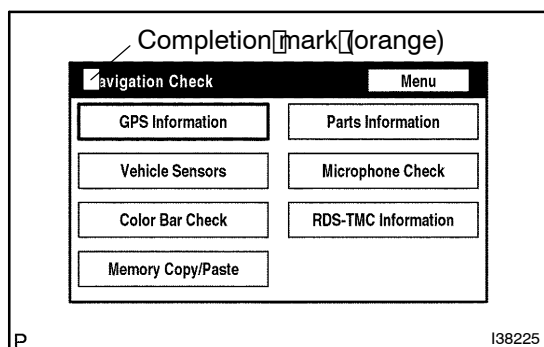 Completion mark (orange)
avigation Check Menu
GPS Information Parts Information
Vehicle Sensors Microphone Check
Color Bar Check RDS-TMC Information
Memory Copy/Paste
P I38225